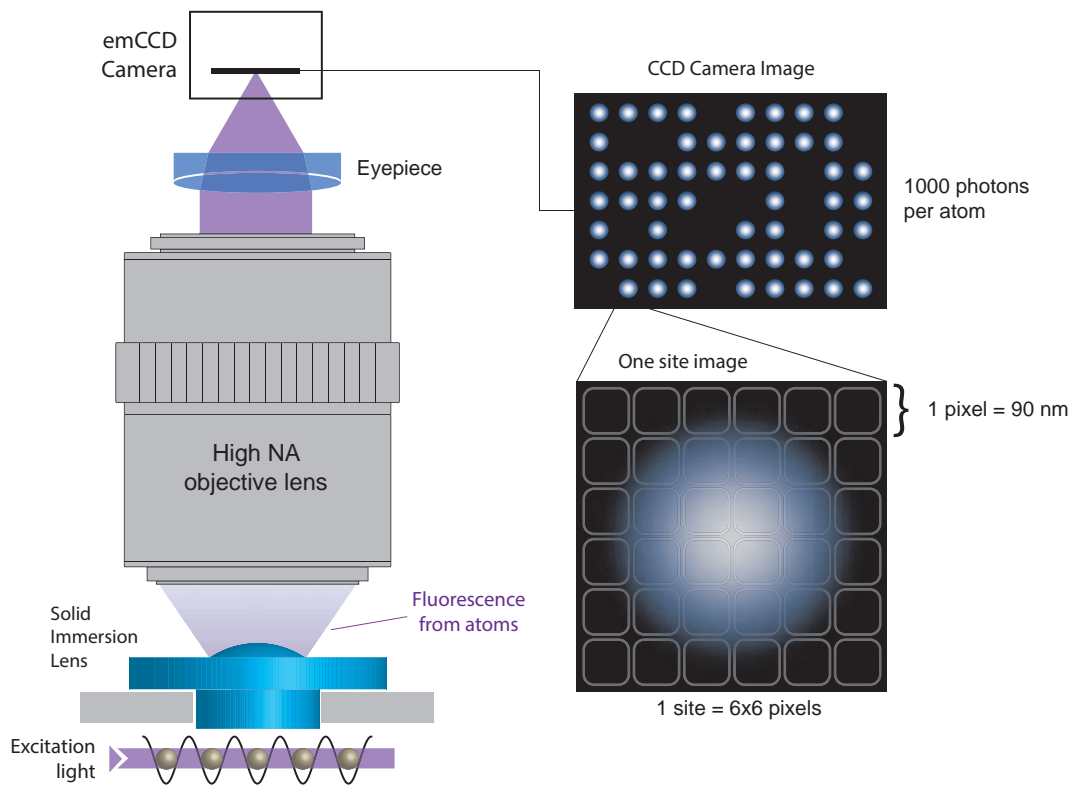 emCCD
Camera
Eyepiece
High NA
objective lens
Solid
Immersion
Lens
Fluorescence
from atoms
Excitation
light
CCD Camera Image
1000 photons
per atom
One site image
1 pixel = 90 nm
1 site = 6x6 pixels